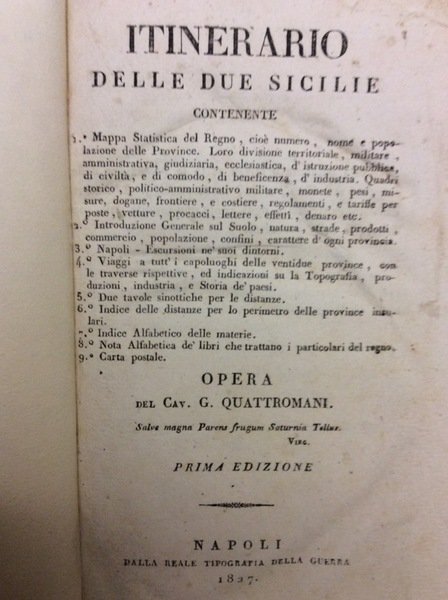 ITINERARIO
DELLE DUE SICILIE
CONTENENTE
1.° Mappa Statistica del Regno, cioè numero, nome e popo-
lazione delle Province. Loro divisione territoriale, militare,
amministrativa, giudiziaria, ecclesiastica, d'istruzione pubblica,
di civiltà, e di comodo, di beneficenza, d'industria. Quadri
storico, politico-amministrativo militare, monete, pesi, mi-
sure, dogane, frontiere, e costiere, regolamenti, e tariffe per
poste, vetture, procacci, lettere, effetti, denaro etc.
2.° Introduzione Generale sul Suolo, natura, strade, prodotti,
commercio, popolazione, confini, carattere d'ogni provincia.
3.° Napoli - Escursioni ne' suoi dintorni.
4.° Viaggi a tutt'i capoluoghi delle ventidue province, con
le traverse rispettive, ed indicazioni su la Topografia, pro-
duzioni, industria, e Storia de' paesi.
5.° Due tavole sinottiche per le distanze.
6.° Indice delle distanze per lo perimetro delle province insu-
lari.
7.° Indice Alfabetico delle materie.
8.° Nota Alfabetica de' libri che trattano i particolari del regno.
9.° Carta postale.
OPERA
DEL CAV. G. QUATTROMANI.
Salve magna Parens frugum Saturnia Tellus.
VIRG.
PRIMA EDIZIONE
NAPOLI
DALLA REALE TIPOGRAFIA DELLA GUERRA
1827.